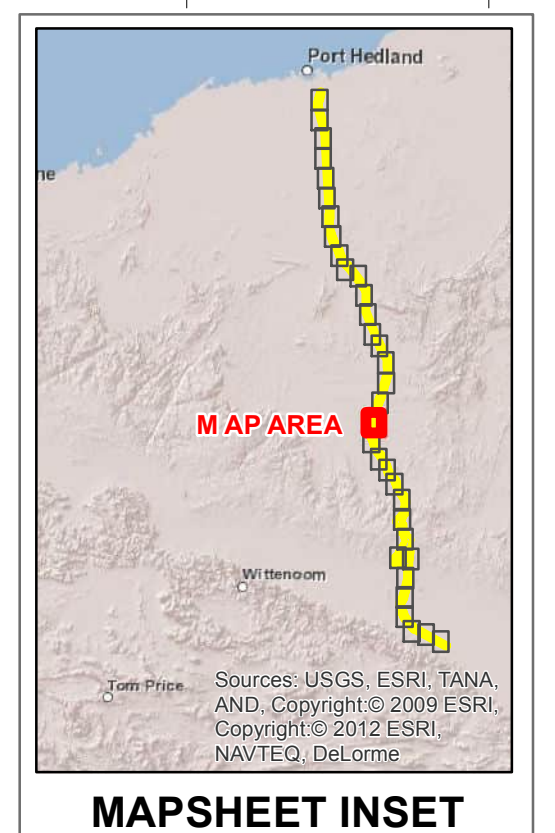 Port Hedland
ne
M AP AREA
Wittenoom
Tom Price
Sources: USGS, ESRI, TANA,
AND, Copyright:© 2009 ESRI,
Copyright:© 2012 ESRI,
NAVTEQ, DeLorme
MAPSHEET INSET